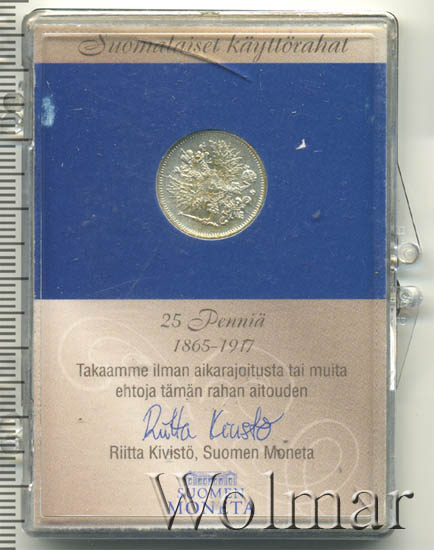 Suomalaiset käyttörahat
25 Penniä
1865-1917
Takaamme ilman aikarajoitusta tai muita
ehtoja tämän rahan aitouden
Riitta Kivistö
Riitta Kivistö, Suomen Moneta
SUOMEN
MONETA
Wolmar